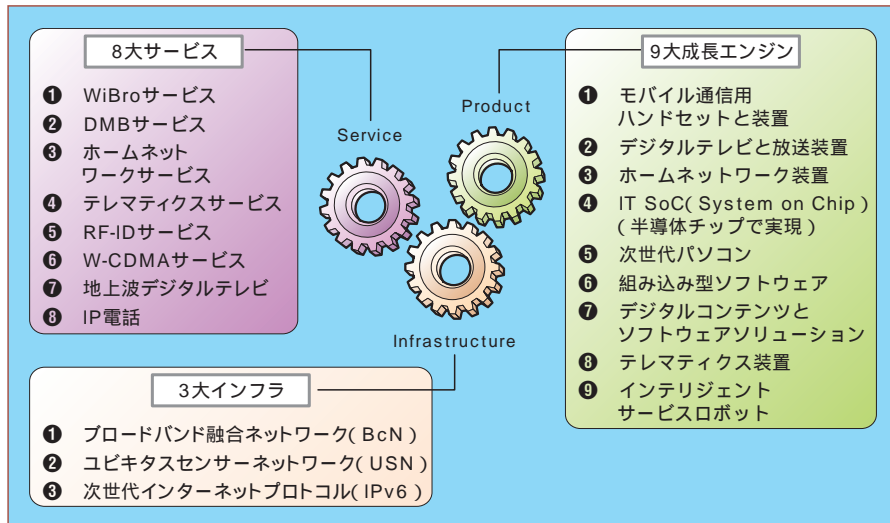 8大サービス
❶ WiBroサービス
❷ DMBサービス
❸ ホームネット
ワークサービス
❹ テレマティクスサービス
❺ RF-IDサービス
❻ W-CDMAサービス
❼ 地上波デジタルテレビ
❽ IP電話
Service
Product
Infrastructure
9大成長エンジン
❶ モバイル通信用
ハンドセットと装置
❷ デジタルテレビと放送装置
❸ ホームネットワーク装置
❹ IT SoC(System on Chip)
(半導体チップで実現)
❺ 次世代パソコン
❻ 組み込み型ソフトウェア
❼ デジタルコンテンツと
ソフトウェアソリューション
❽ テレマティクス装置
❾ インテリジェント
サービスロボット
3大インフラ
❶ ブロードバンド融合ネットワーク(BcN)
❷ ユビキタスセンサーネットワーク(USN)
❸ 次世代インターネットプロトコル(IPv6)